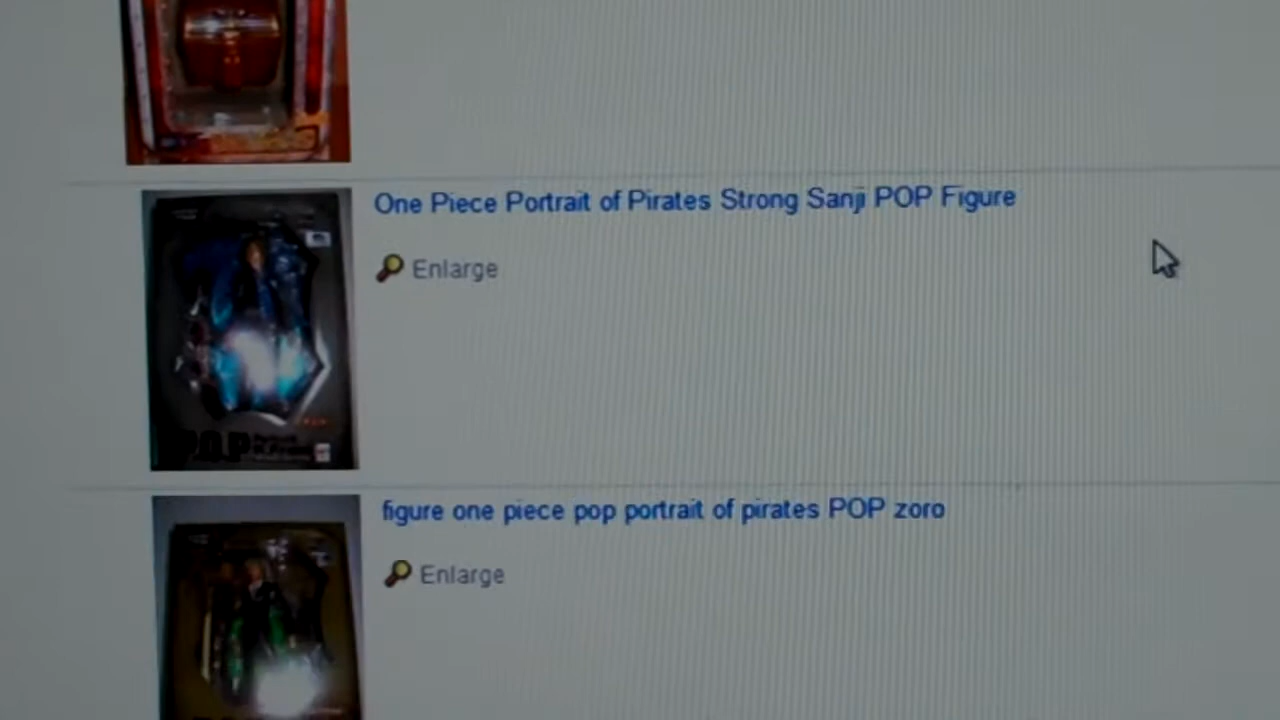 One Piece Portrait of Pirates Strong Sanji POP Figure
Enlarge
P.O.P
figure one piece pop portrait of pirates POP zoro
Enlarge